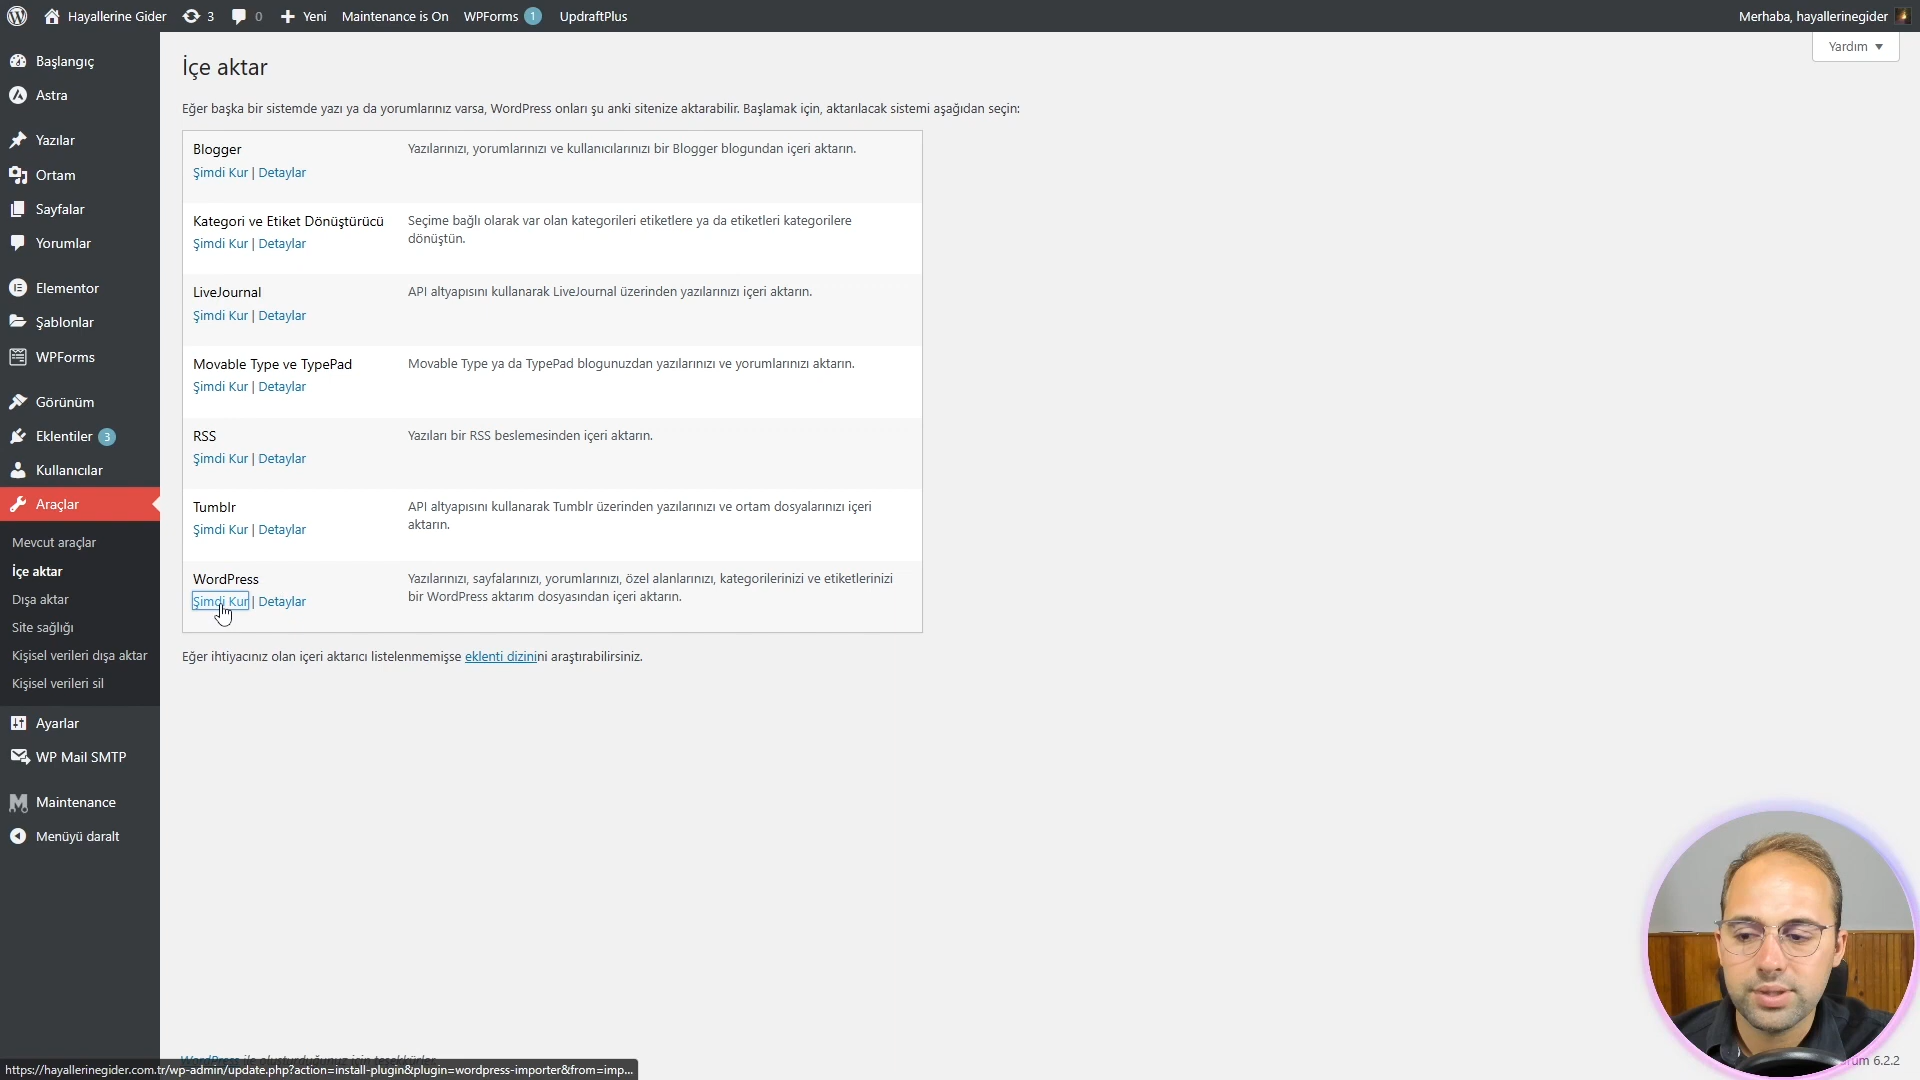 Hayallerine Gider 3 0 Yeni Maintenance is On WPForms 1 UpdraftPlus Merhaba, hayallerinegider
Yardım
Başlangıç
Astra
Yazılar
Ortam
Sayfalar
Yorumlar
Elementor
Şablonlar
WPForms
Görünüm
Eklentiler 3
Kullanıcılar
Araçlar
Mevcut araçlar
İçe aktar
Dışa aktar
Site sağlığı
Kişisel verileri dışa aktar
Kişisel verileri sil
Ayarlar
WP Mail SMTP
Maintenance
Menüyü daralt
İçe aktar
Eğer başka bir sistemde yazı ya da yorumlarınız varsa, WordPress onları şu anki sitenize aktarabilir. Başlamak için, aktarılacak sistemi aşağıdan seçin:
Blogger
Şimdi Kur | Detaylar
Yazılarınızı, yorumlarınızı ve kullanıcılarınızı bir Blogger blogundan içeri aktarın.
Kategori ve Etiket Dönüştürücü
Şimdi Kur | Detaylar
Seçime bağlı olarak var olan kategorileri etiketlere ya da etiketleri kategorilere
dönüştün.
LiveJournal
Şimdi Kur | Detaylar
API altyapısını kullanarak LiveJournal üzerinden yazılarınızı içeri aktarın.
Movable Type ve TypePad
Şimdi Kur | Detaylar
Movable Type ya da TypePad blogunuzdan yazılarınızı ve yorumlarınızı aktarın.
RSS
Şimdi Kur | Detaylar
Yazıları bir RSS beslemesinden içeri aktarın.
Tumblr
Şimdi Kur | Detaylar
API altyapısını kullanarak Tumblr üzerinden yazılarınızı ve ortam dosyalarınızı içeri
aktarın.
WordPress
Şimdi Kur | Detaylar
Yazılarınızı, sayfalarınızı, yorumlarınızı, özel alanlarınızı, kategorilerinizi ve etiketlerinizi
bir WordPress aktarım dosyasından içeri aktarın.
Eğer ihtiyacınız olan içeri aktarıcı listelenmemişse eklenti dizinini araştırabilirsiniz.
WordPress ile oluşturduğunuz için teşekkürler.
6.2.2
https://hayallerinegider.com.tr/wp-admin/update.php?action=install-plugin&plugin=wordpress-importer&from=imp...